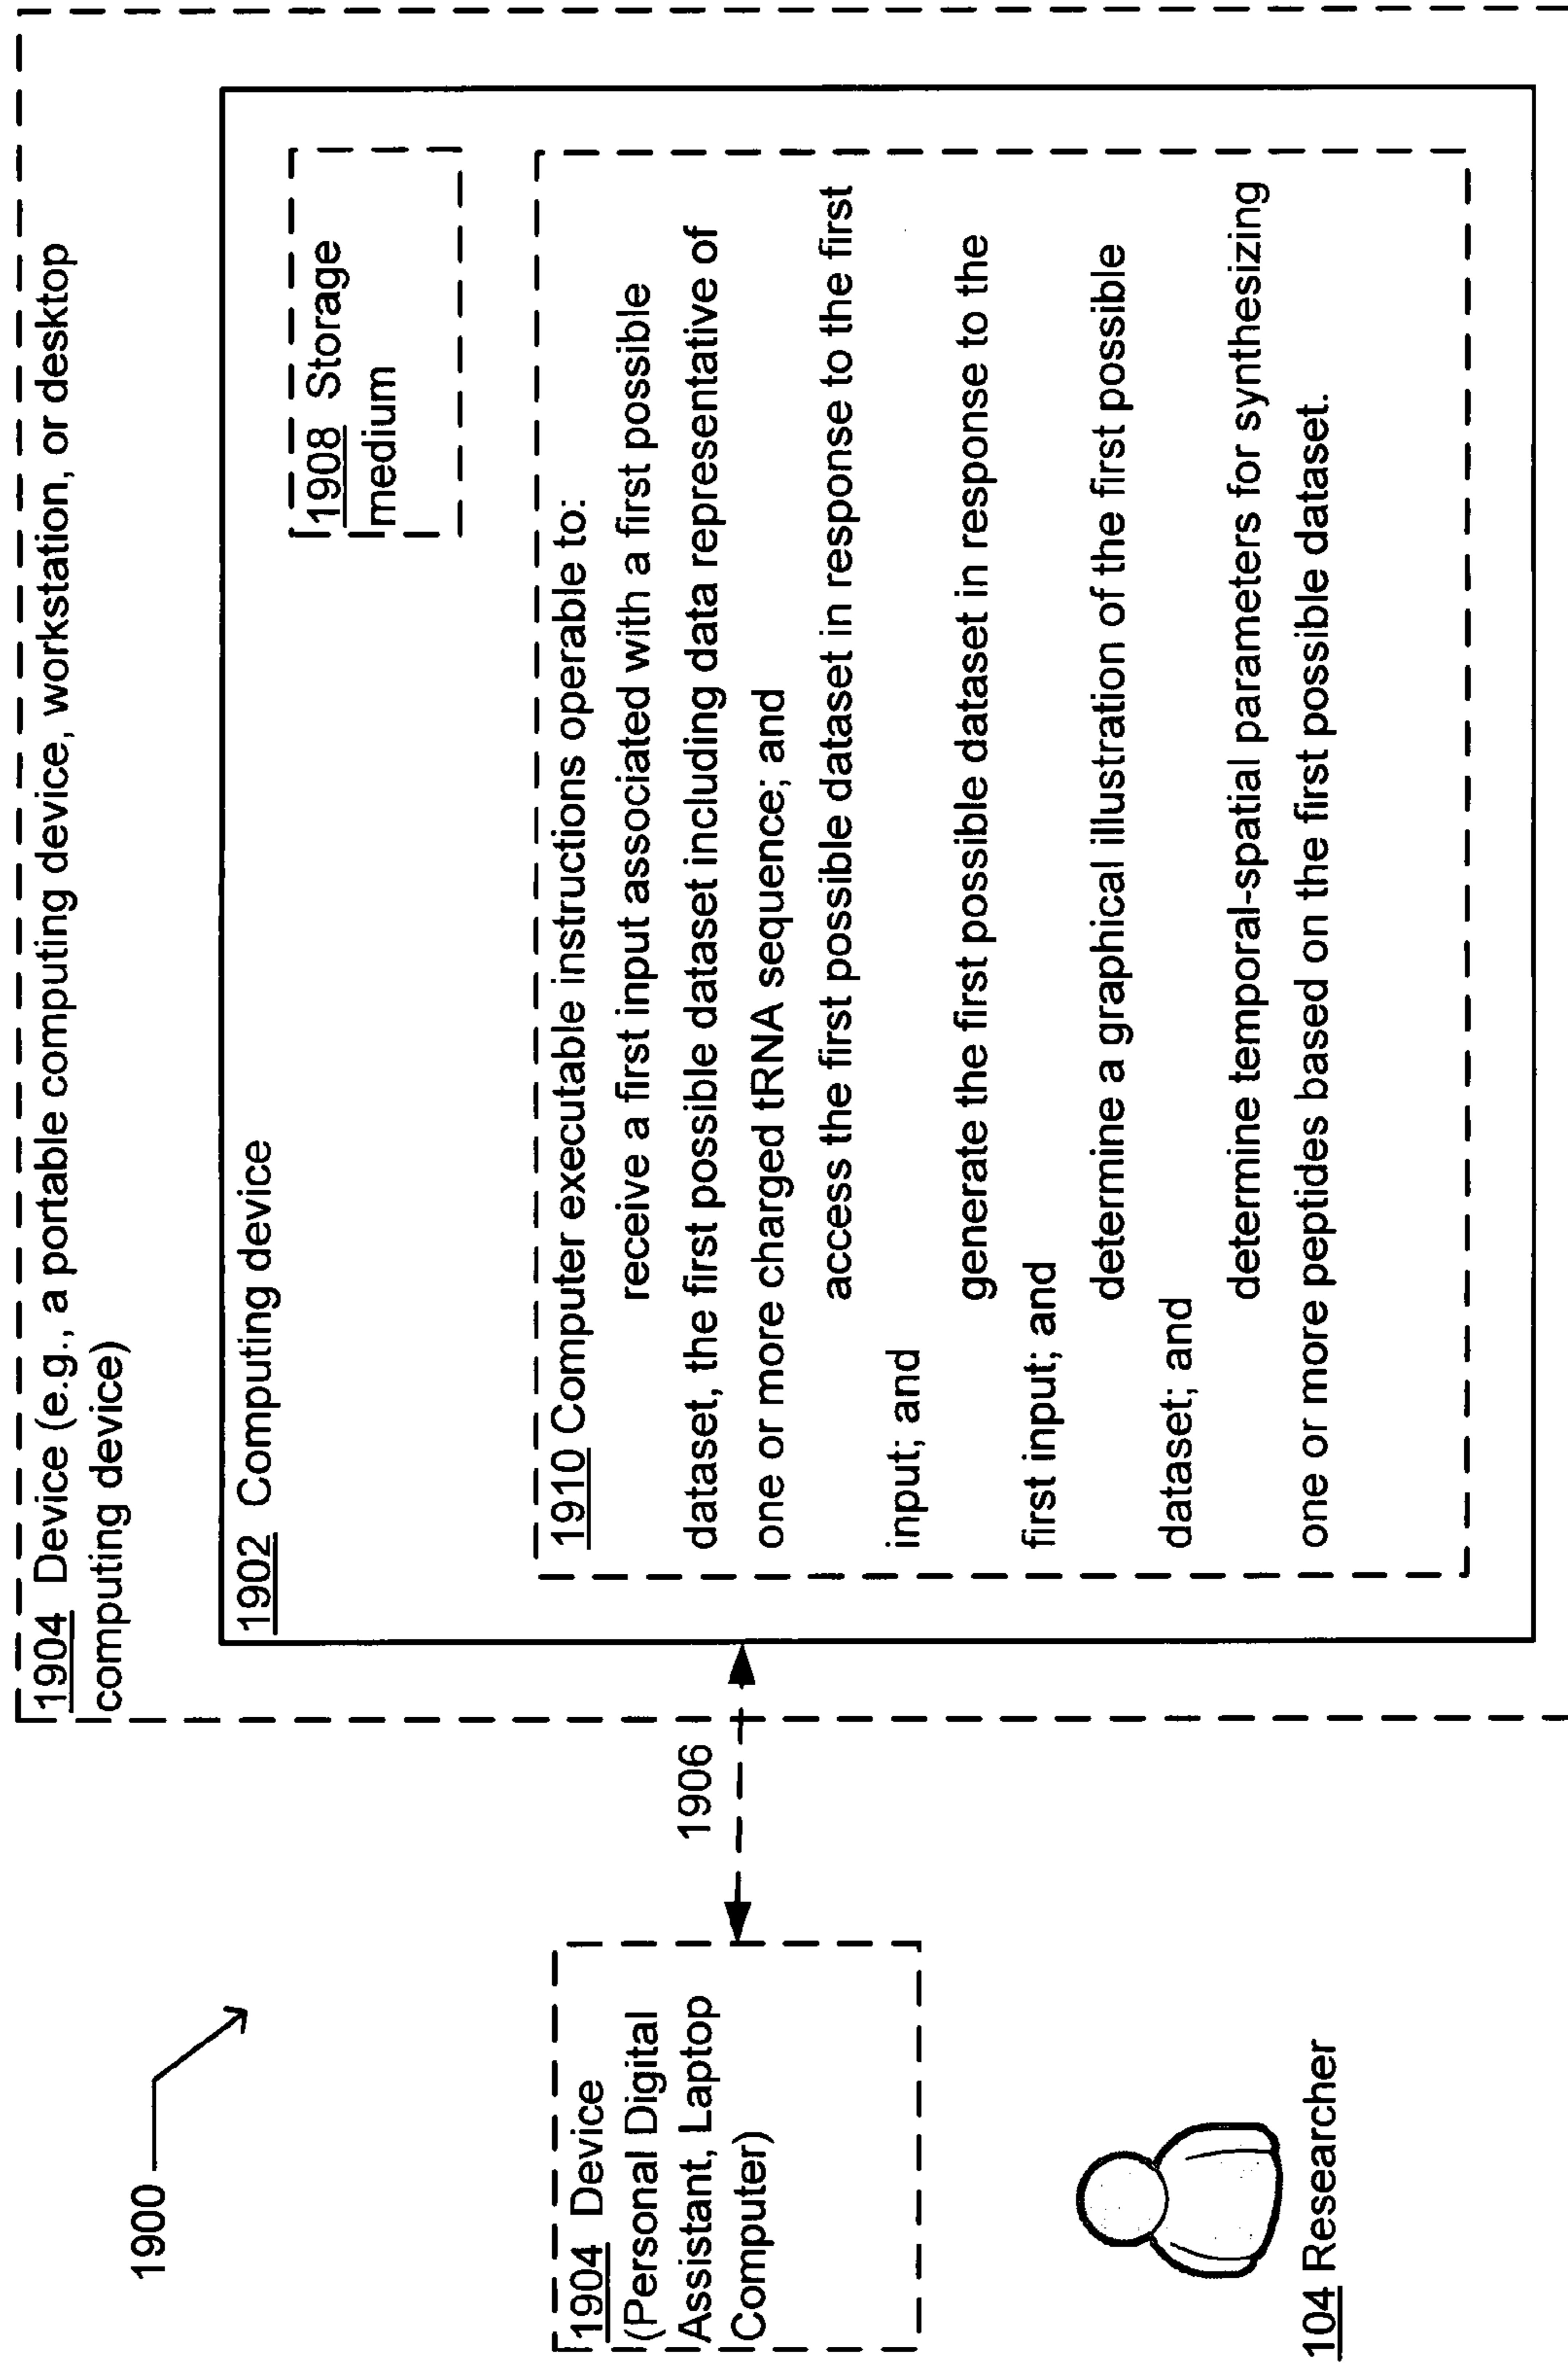 1900
1904 Device (e.g., a portable computing device, workstation, or desktop
computing device)
1902 Computing device
1908 Storage
medium
1910 Computer executable instructions operable to:
receive a first input associated with a first possible
dataset, the first possible dataset including data representative of
one or more charged tRNA sequence; and
access the first possible dataset in response to the first
input; and
generate the first possible dataset in response to the
first input; and
determine a graphical illustration of the first possible
dataset; and
determine temporal-spatial parameters for synthesizing
one or more peptides based on the first possible dataset.
1906
1904 Device
(Personal Digital
Assistant, Laptop
Computer)
104 Researcher